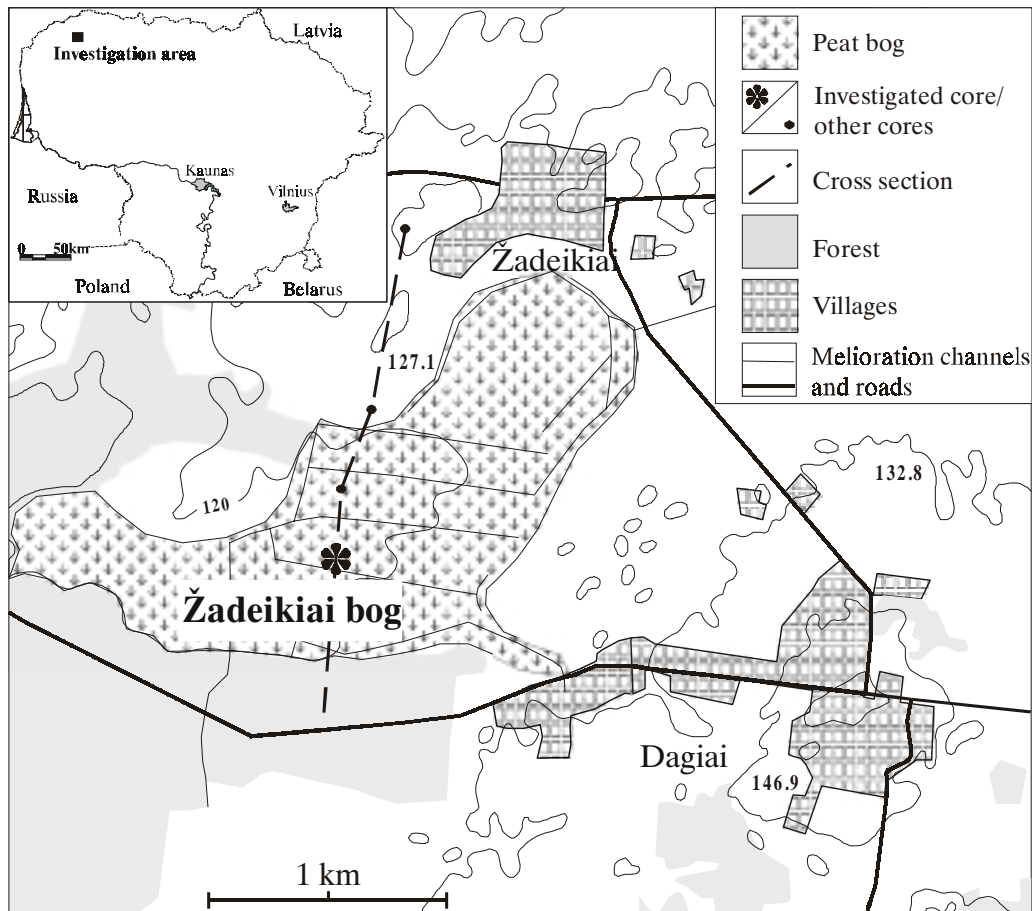 Latvia
Investigation area
Kaunas
Vilnius
Russia
0 50km
Poland
Belarus
Peat bog
Investigated core/
other cores
Cross section
Forest
Villages
Melioration channels
and roads
Žadeikiai
127.1
132.8
120
Žadeikiai bog
Dagiai
146.9
1 km